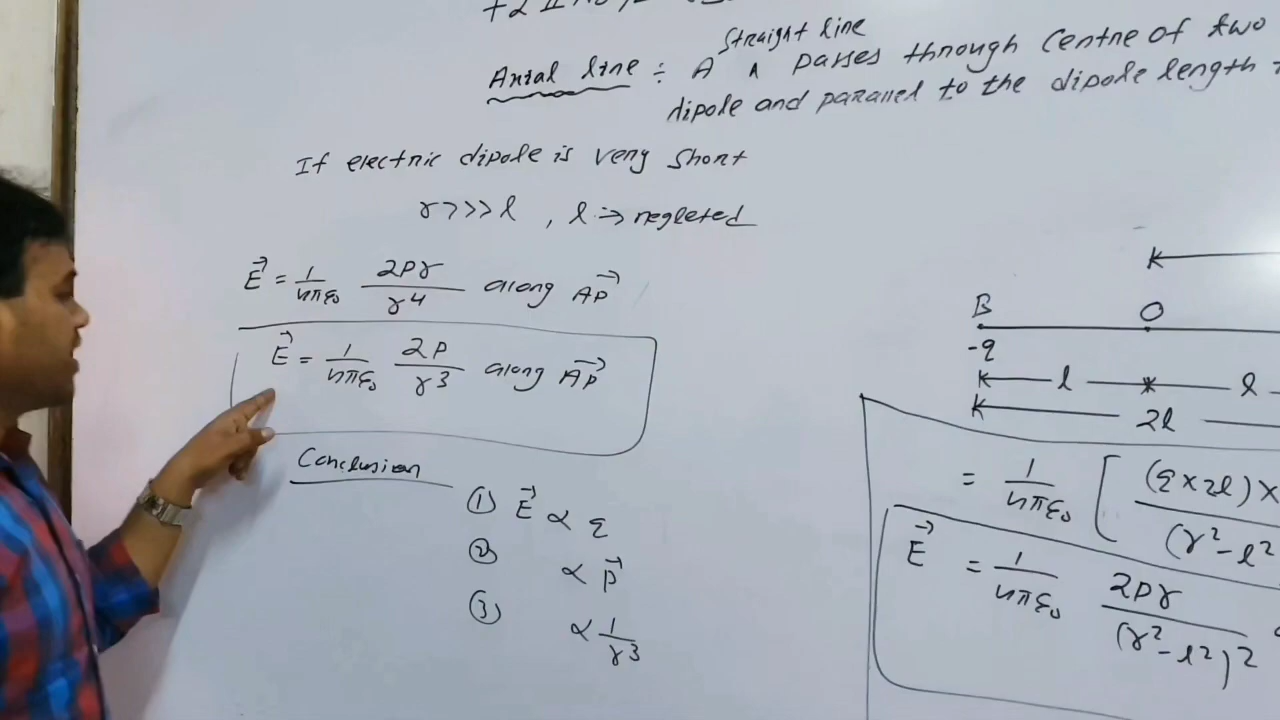 Straight line
Axial line ÷ A ∧ passes through Centre of two
dipole and parallel to the dipole length
If electric dipole is very short
r>>>l , l → negleted
E⃗ = 1/4πε₀ 2Pr/r⁴ along AP⃗
E⃗ = 1/4πε₀ 2P/r³ along AP⃗
Conclusion
① E⃗ ∝ q
② ∝ P⃗
③ ∝ 1/r³
B O
-q
l l
2l
= 1/4πε₀ [ (q×2l)× / (r²-l²
E⃗ = 1/4πε₀ 2Pr/(r²-l²)²